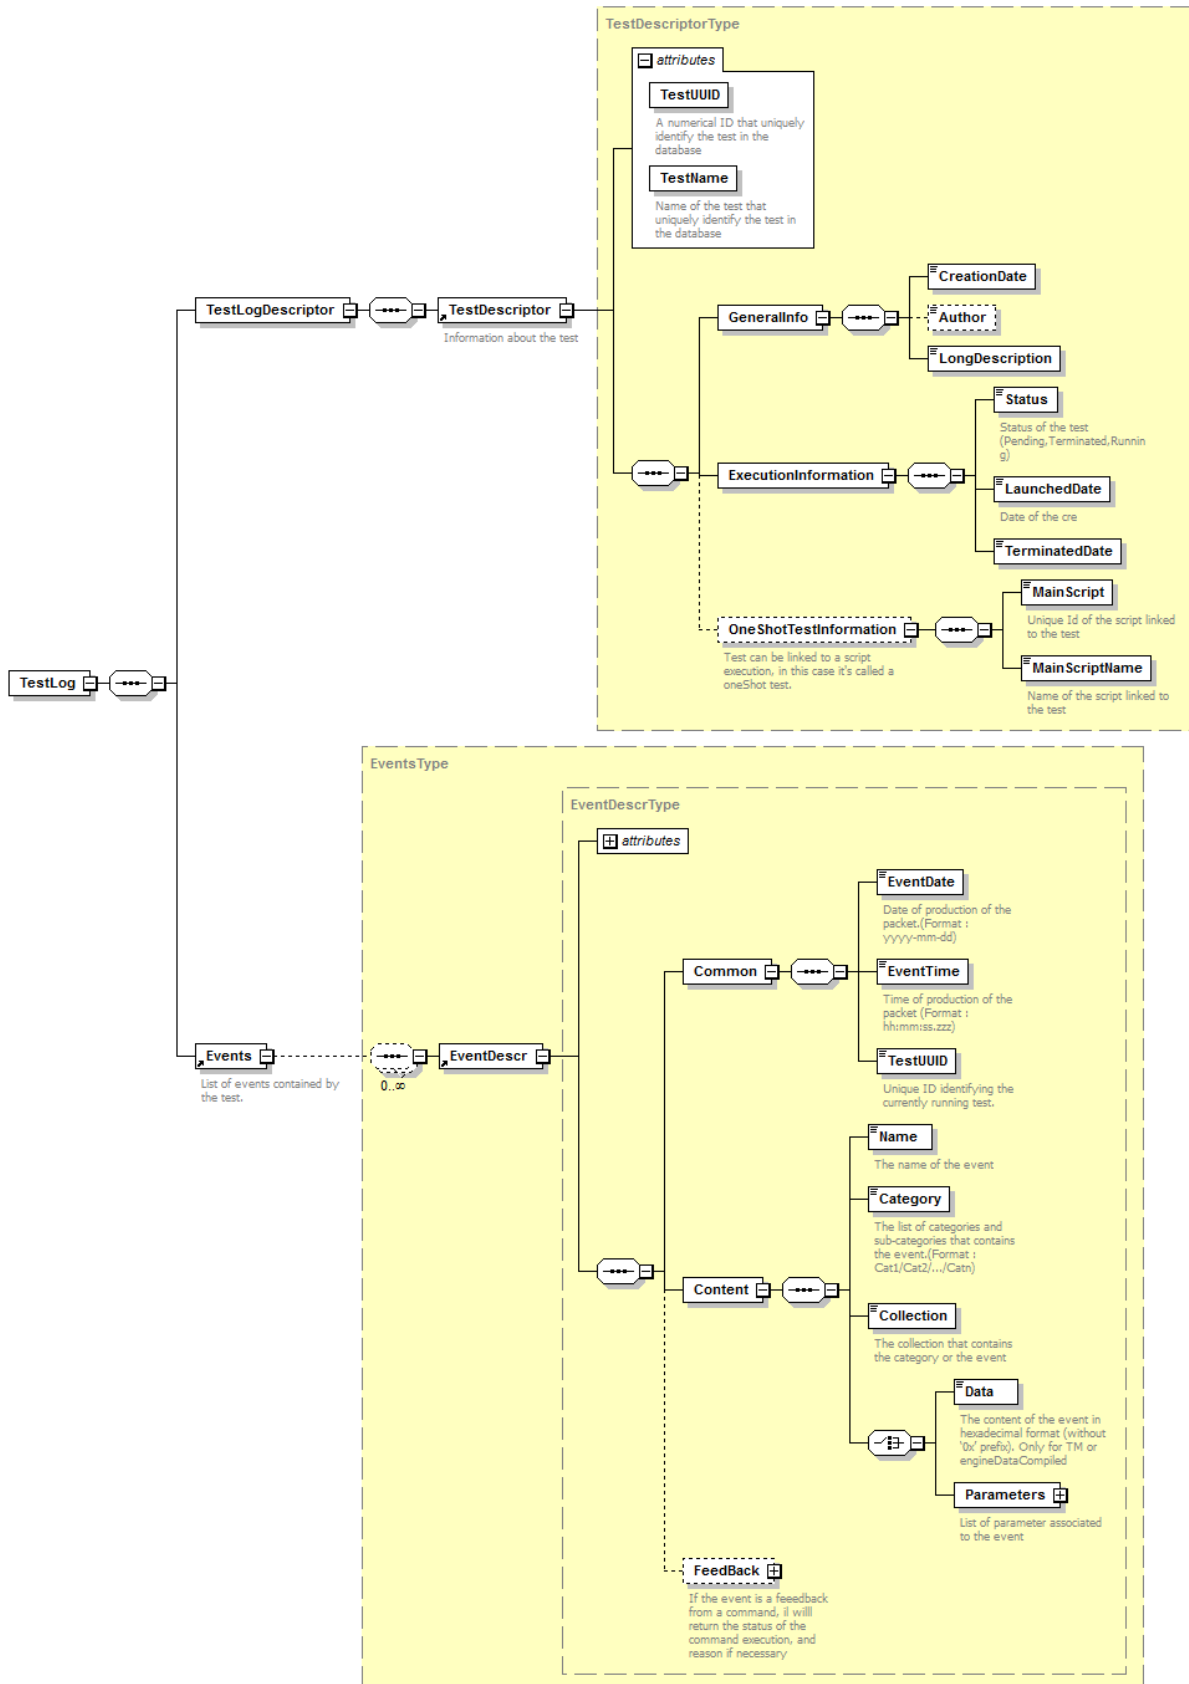 TestDescriptorType
attributes
TestUUID
A numerical ID that uniquely
identify the test in the
database
TestName
Name of the test that
uniquely identify the test in
the database
TestLogDescriptor
TestDescriptor
Information about the test
GeneralInfo
CreationDate
Author
LongDescription
Status
Status of the test
(Pending,Terminated,Runnin
g)
ExecutionInformation
LaunchedDate
Date of the cre
TerminatedDate
OneShotTestInformation
Test can be linked to a script
execution, in this case it's called a
oneShot test.
MainScript
Unique Id of the script linked
to the test
MainScriptName
Name of the script linked to
the test
TestLog
EventsType
EventDescrType
attributes
EventDate
Date of production of the
packet.(Format :
yyyy-mm-dd)
Common
EventTime
Time of production of the
packet (Format :
hh:mm:ss.zzz)
TestUUID
Unique ID identifying the
currently running test.
Events
List of events contained by
the test.
0..∞
EventDescr
Name
The name of the event
Category
The list of categories and
sub-categories that contains
the event.(Format :
Cat1/Cat2/.../Catn)
Content
Collection
The collection that contains
the category or the event
Data
The content of the event in
hexadecimal format (without
'0x' prefix). Only for TM or
engineDataCompiled
Parameters
List of parameter associated
to the event
FeedBack
If the event is a feeedback
from a command, il willl
return the status of the
command execution, and
reason if necessary